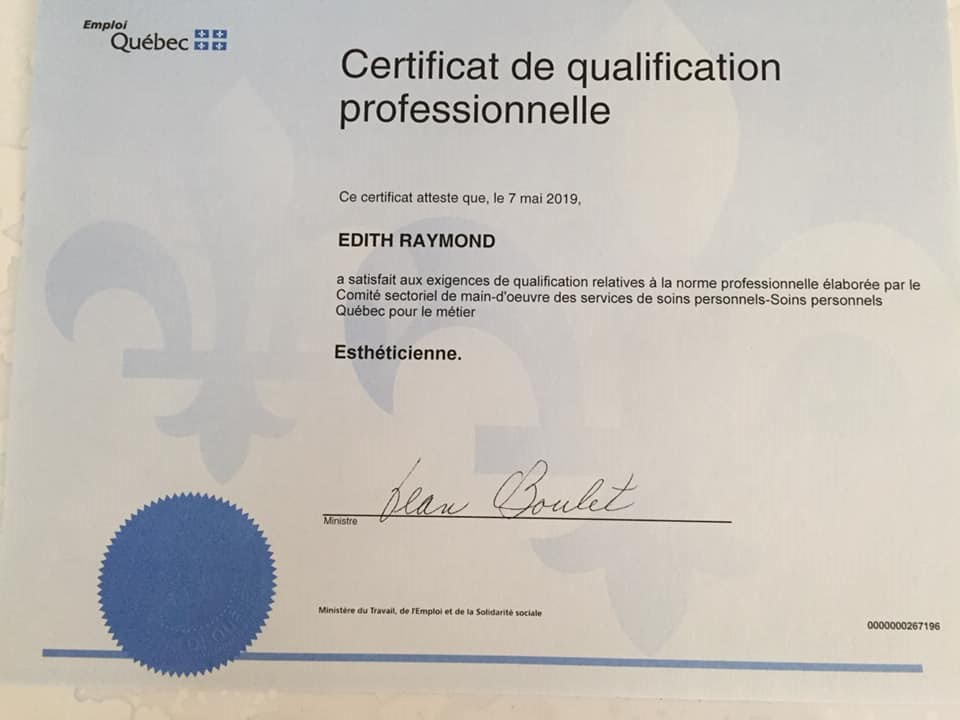 Emploi
Québec
Certificat de qualification
professionnelle
Ce certificat atteste que, le 7 mai 2019,
EDITH RAYMOND
a satisfait aux exigences de qualification relatives à la norme professionnelle élaborée par le
Comité sectoriel de main-d'oeuvre des services de soins personnels-Soins personnels
Québec pour le métier
Esthéticienne.
Jean Boulet
Ministre
Ministère du Travail, de l'Emploi et de la Solidarité sociale
0000000267196